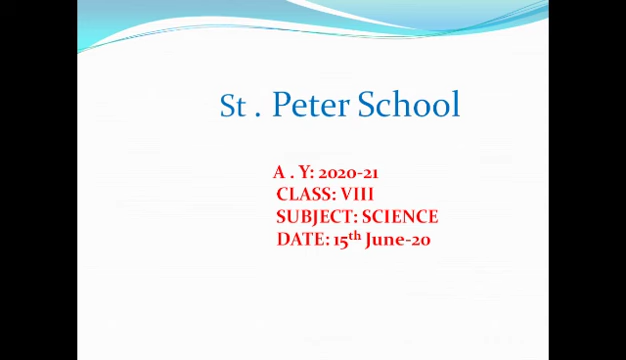 St . Peter School
A . Y: 2020-21
CLASS: VIII
SUBJECT: SCIENCE
DATE: 15th June-20